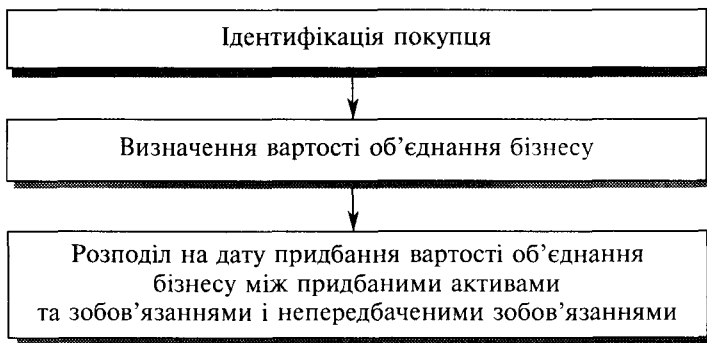 Ідентифікація покупця
Визначення вартості об'єднання бізнесу
Розподіл на дату придбання вартості об'єднання
бізнесу між придбаними активами
та зобов'язаннями і непередбаченими зобов'язаннями